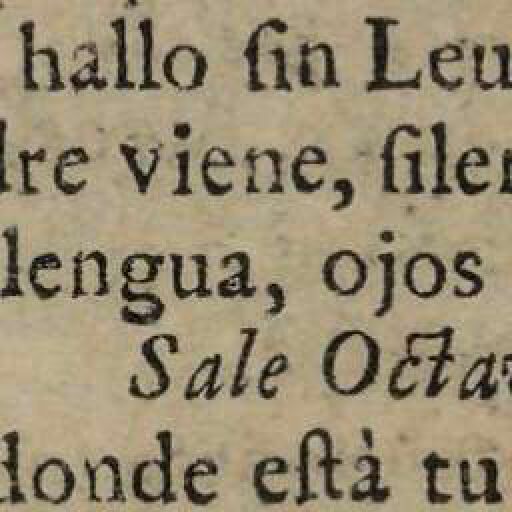 hallo ſin Leu
dre viene, ſilen
lengua, ojos
Sale Octav
donde eſtà tu